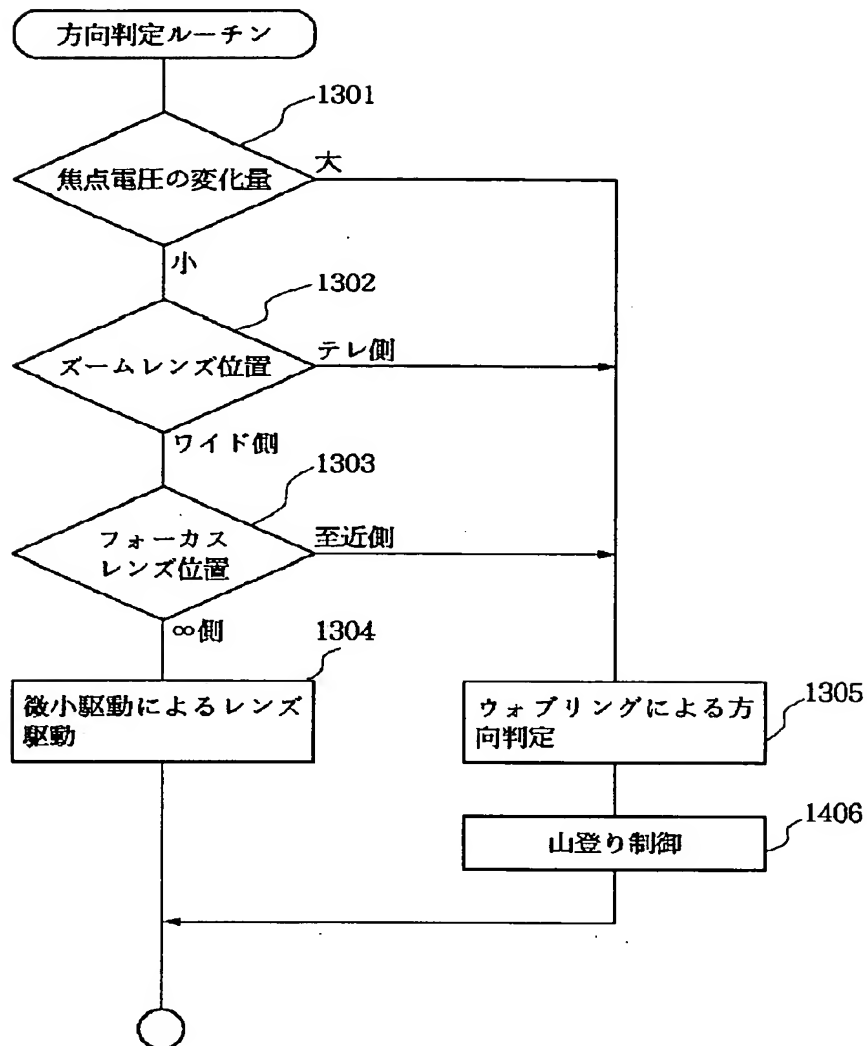 方向判定ルーチン
1301
焦点電圧の変化量
大
小
1302
ズームレンズ位置
テレ側
ワイド側
1303
フォーカス
レンズ位置
至近側
∞側
1304
微小駆動によるレンズ
駆動
1305
ウォブリングによる方
向判定
1406
山登り制御